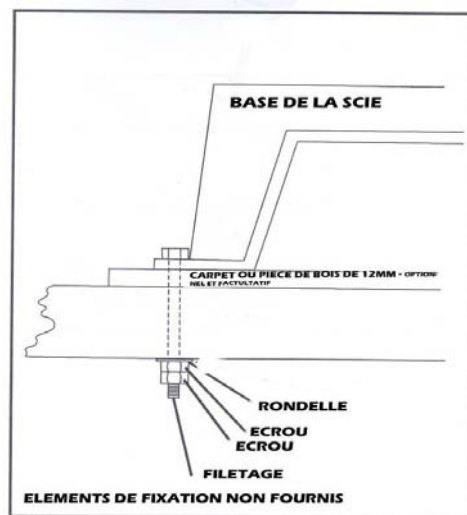 BASE DE LA SCIE
CARPET OU PIECE DE BOIS DE 12MM - OPTION
NEL ET FACTULTATIF
RONDELLE
ECROU
ECROU
FILETAGE
ELEMENTS DE FIXATION NON FOURNIS